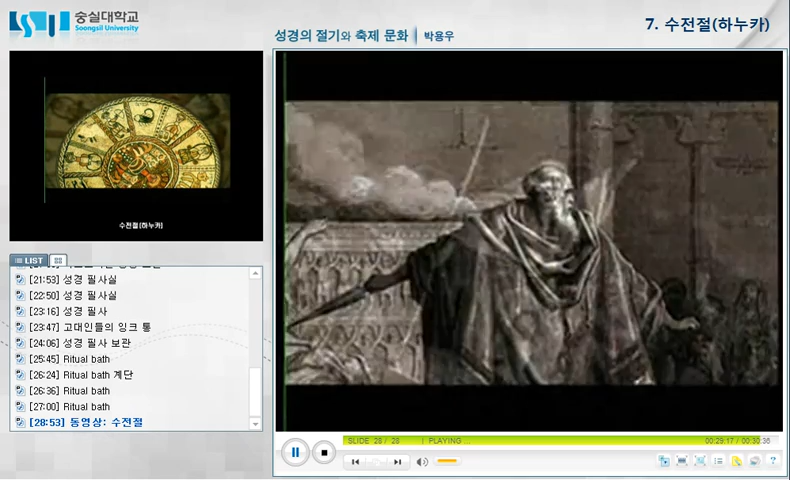 숭실대학교
Soongsil University
성경의 절기와 축제 문화 박용우
7. 수전절(하누카)
수전절(하누카)
LIST
[21:53] 성경 필사실
[22:50] 성경 필사실
[23:16] 성경 필사
[23:47] 고대인들의 잉크 통
[24:06] 성경 필사 보관
[25:45] Ritual bath
[26:24] Ritual bath 계단
[26:36] Ritual bath
[27:00] Ritual bath
[28:53] 동영상: 수전절
SLIDE 28 / 28 ( PLAYING ...
00:29:17 / 00:30:36